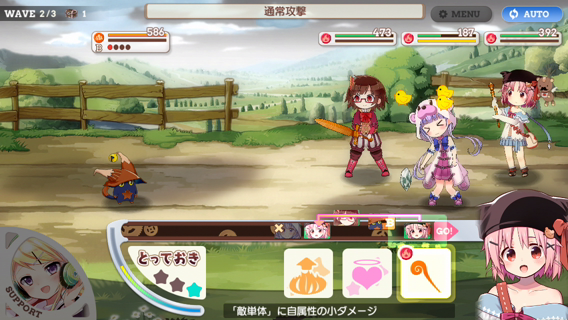 WAVE 2/3 1
通常攻撃
MENU
AUTO
586
B
473
187
392
GO!
とっておき
SUPPORT
「敵単体」に自属性の小ダメージ